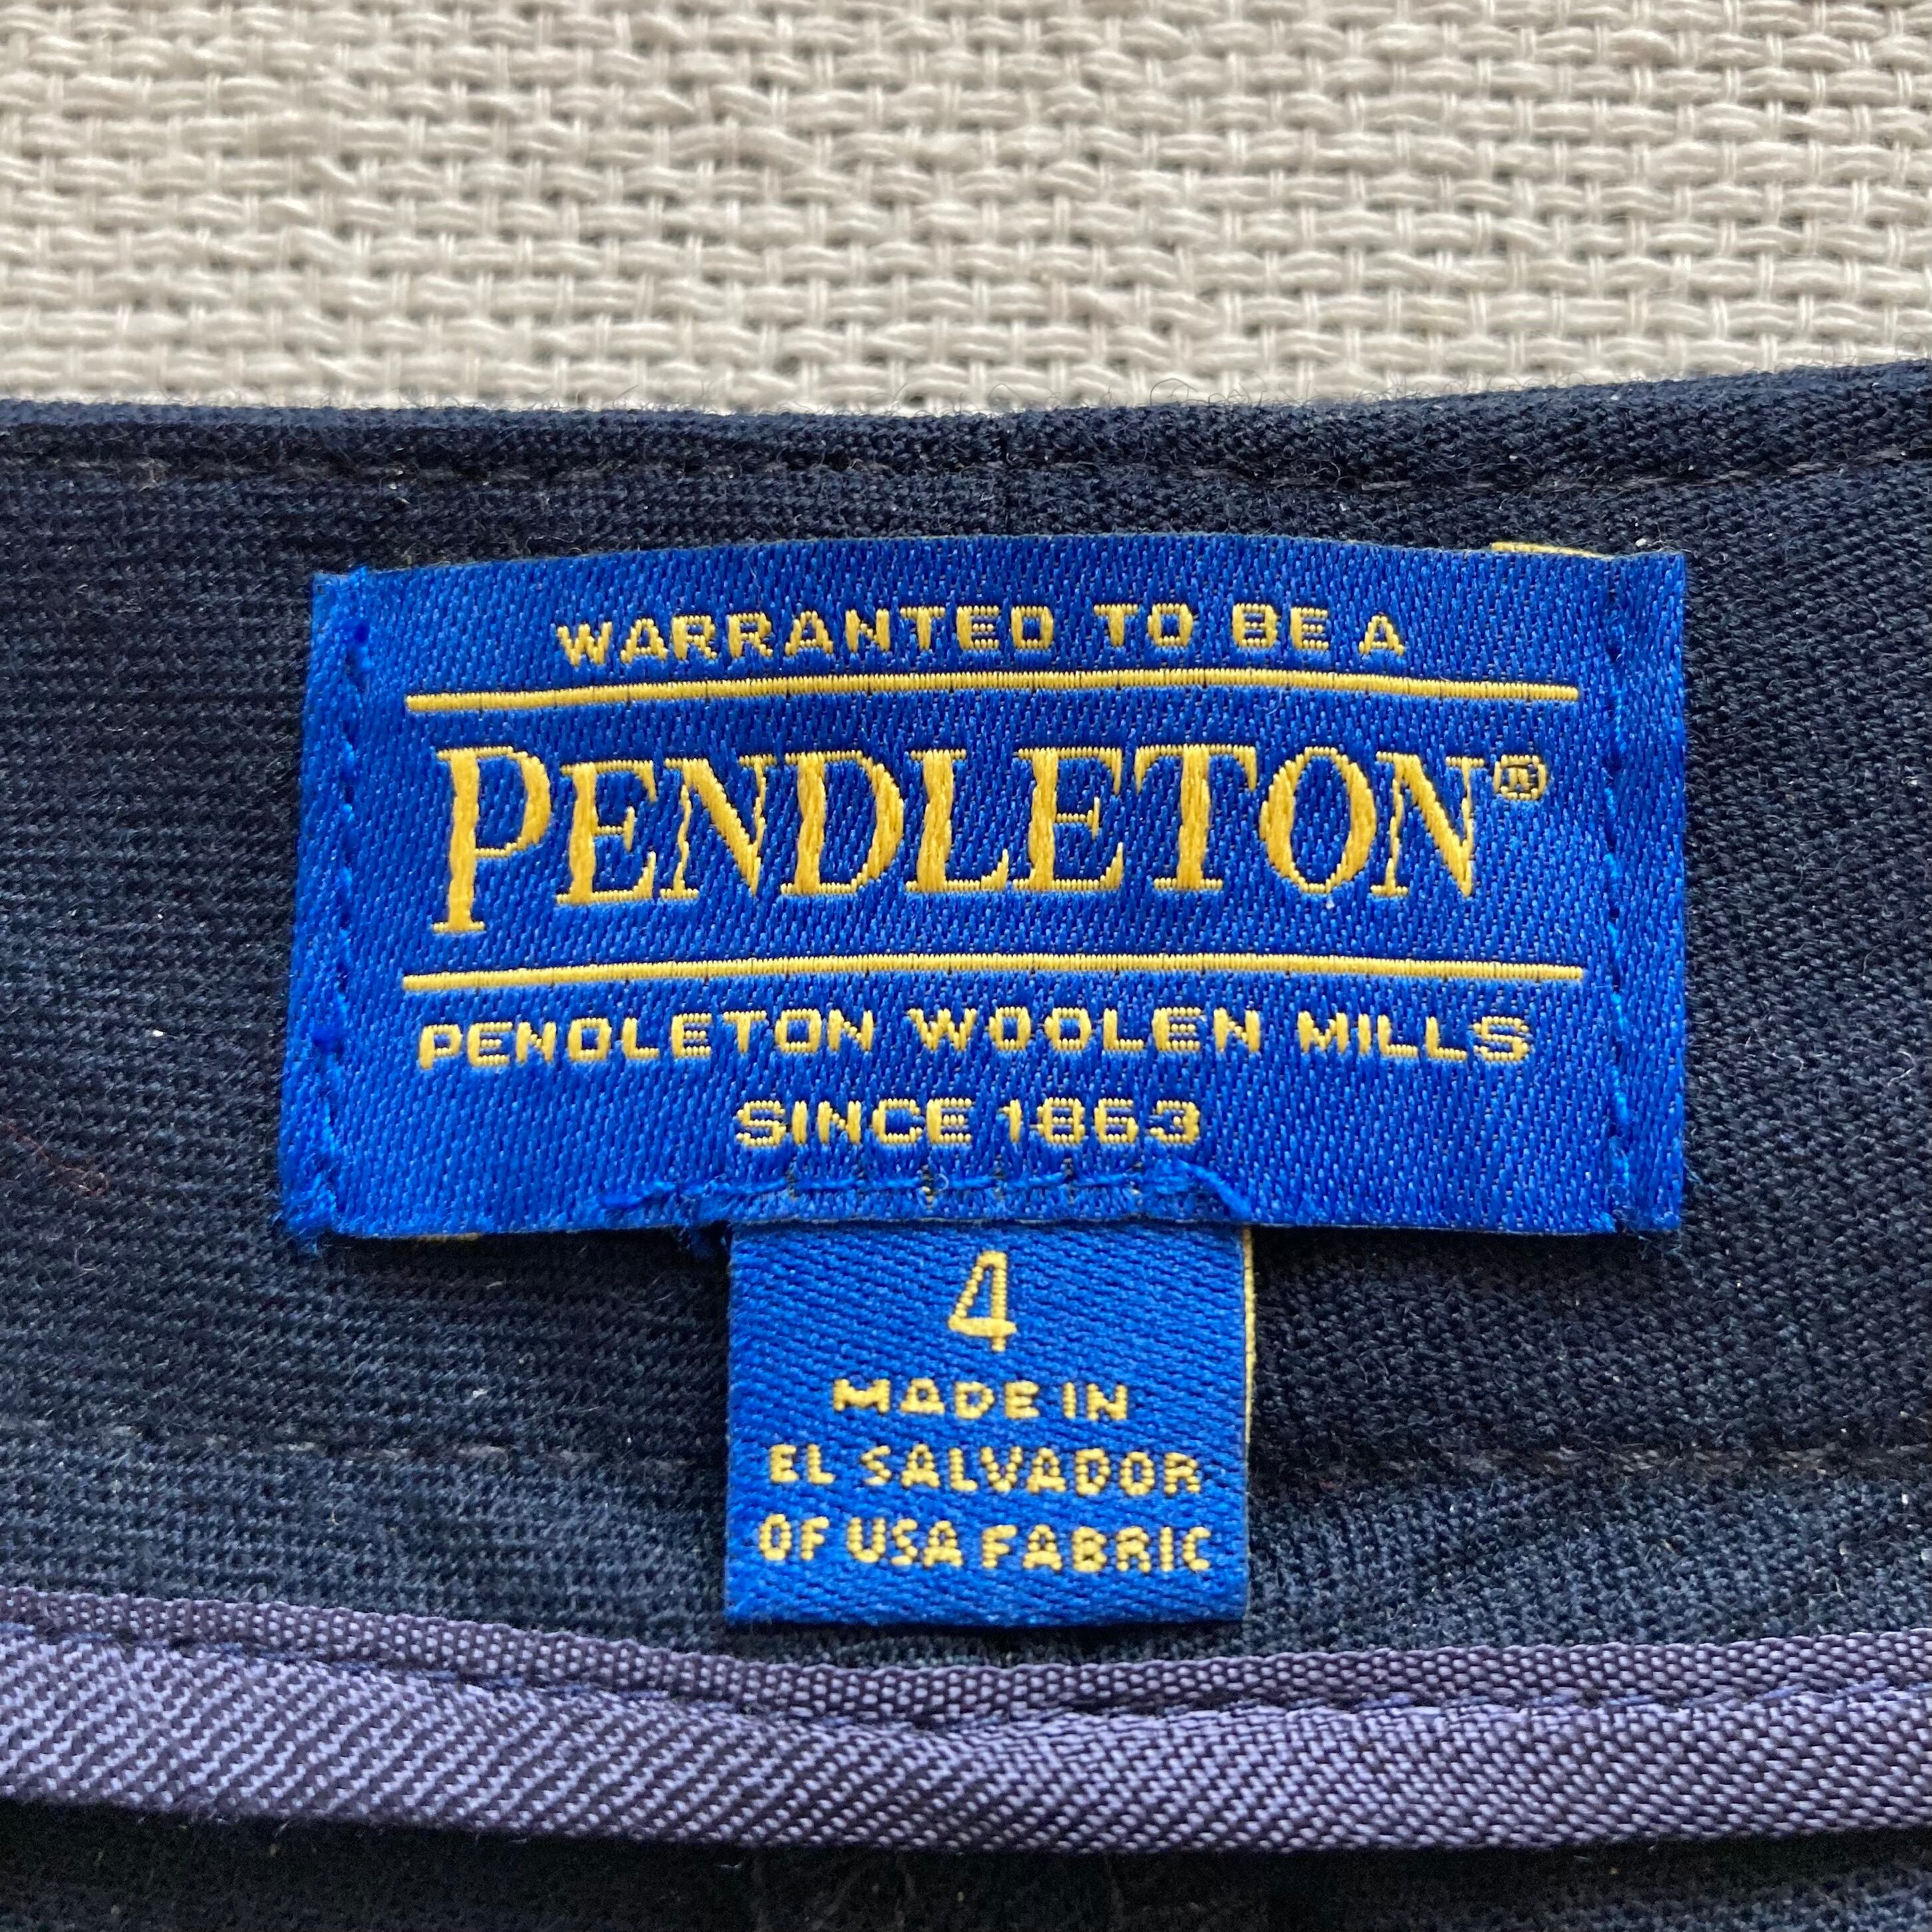 WARRANTED TO BE A
PENDLETON®
PENDLETON WOOLEN MILLS
SINCE 1863
4
MADE IN
EL SALVADOR
OF USA FABRIC